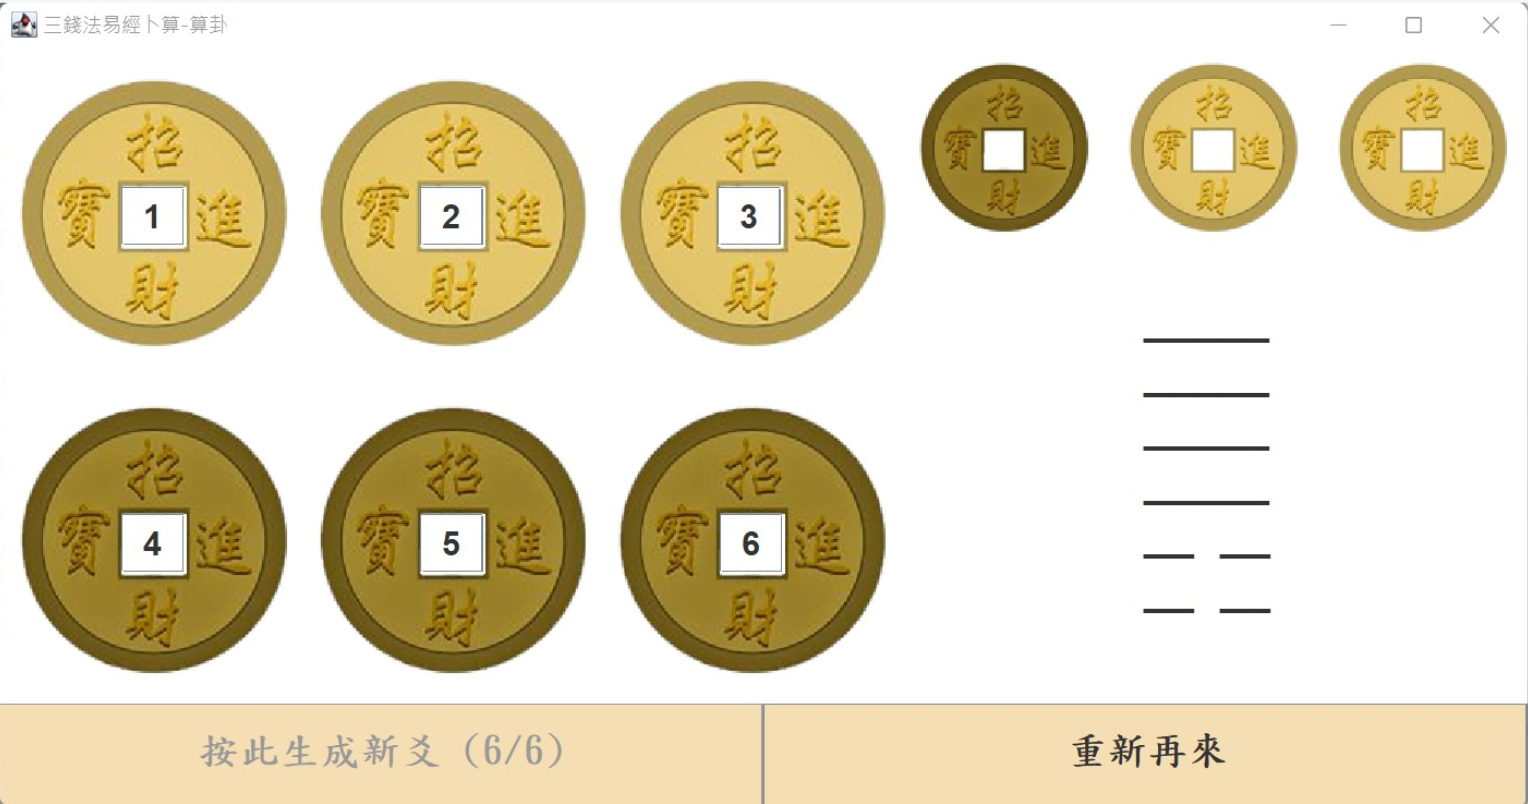 三錢法易經卜算-算卦
招
寶 1 進
財
招
寶 2 進
財
招
寶 3 進
財
招
寶 進
財
招
寶 進
財
招
寶 進
財
招
寶 4 進
財
招
寶 5 進
財
招
寶 6 進
財
按此生成新爻 (6/6)
重新再來